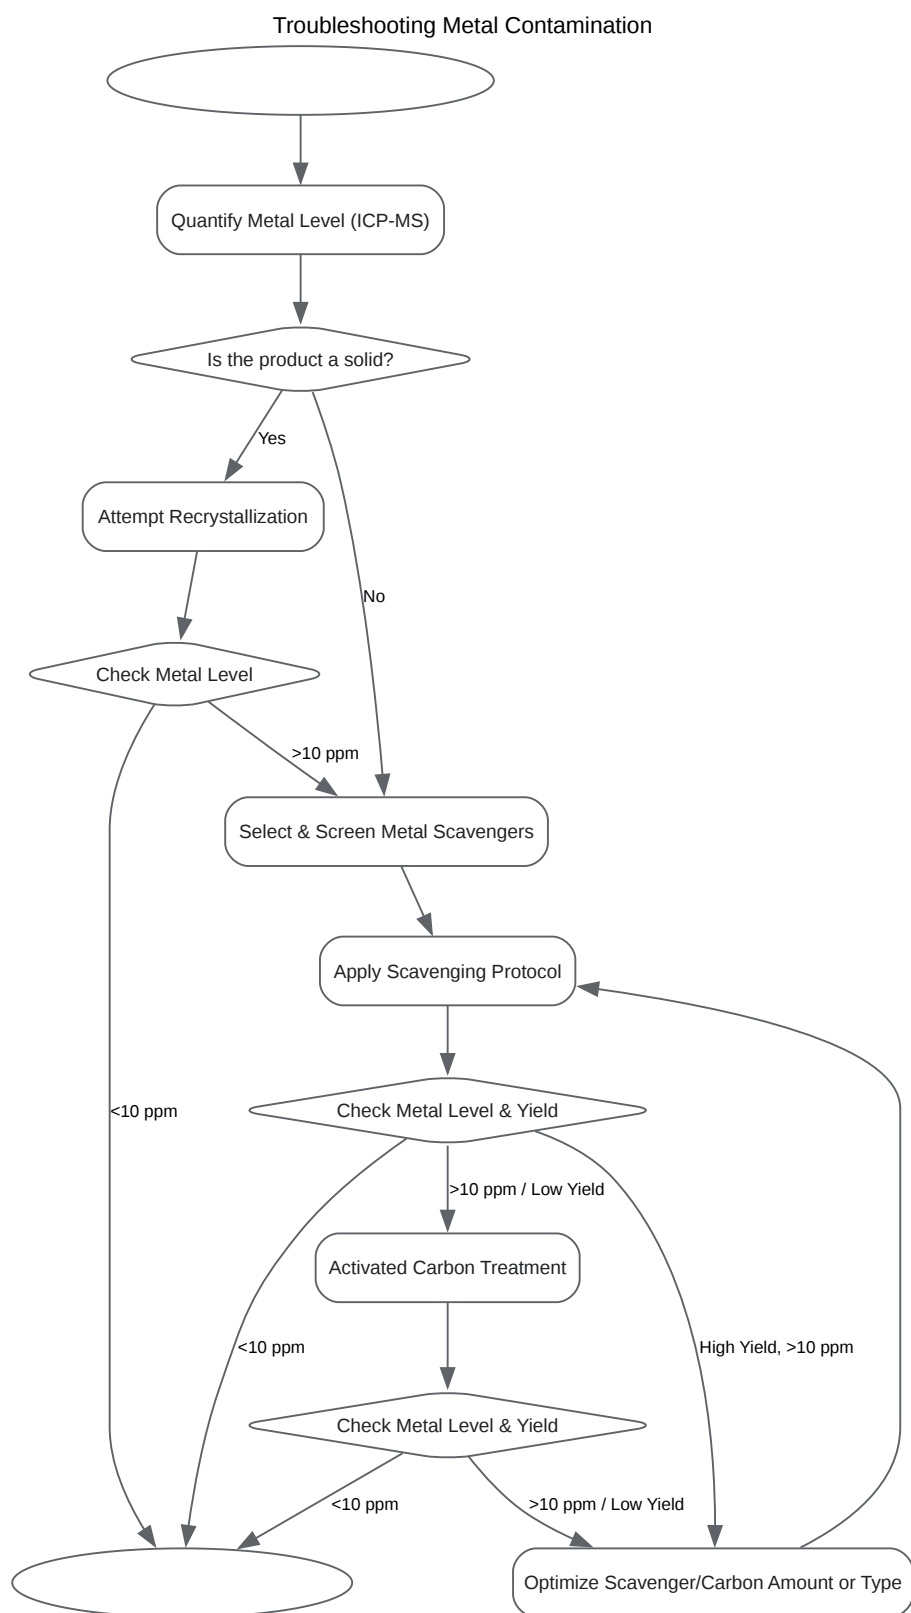 Troubleshooting Metal Contamination
Quantify Metal Level (ICP-MS)
Is the product a solid?
Yes
Attempt Recrystallization
No
Check Metal Level
>10 ppm
Select & Screen Metal Scavengers
Apply Scavenging Protocol
<10 ppm
Check Metal Level & Yield
>10 ppm / Low Yield
Activated Carbon Treatment
<10 ppm
High Yield, >10 ppm
Check Metal Level & Yield
<10 ppm
>10 ppm / Low Yield
Optimize Scavenger/Carbon Amount or Type